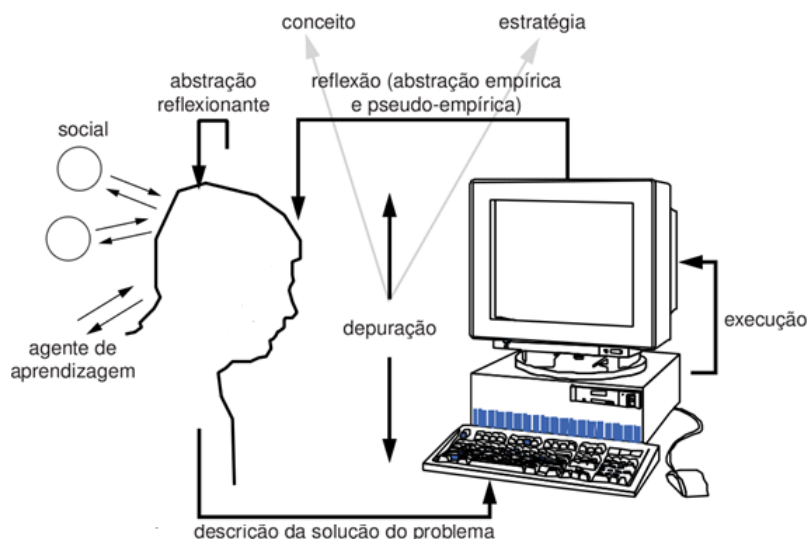 conceito
estratégia
abstração
reflexionante
reflexão (abstração empírica
e pseudo-empírica)
social
depuração
execução
agente de
aprendizagem
descrição da solução do problema